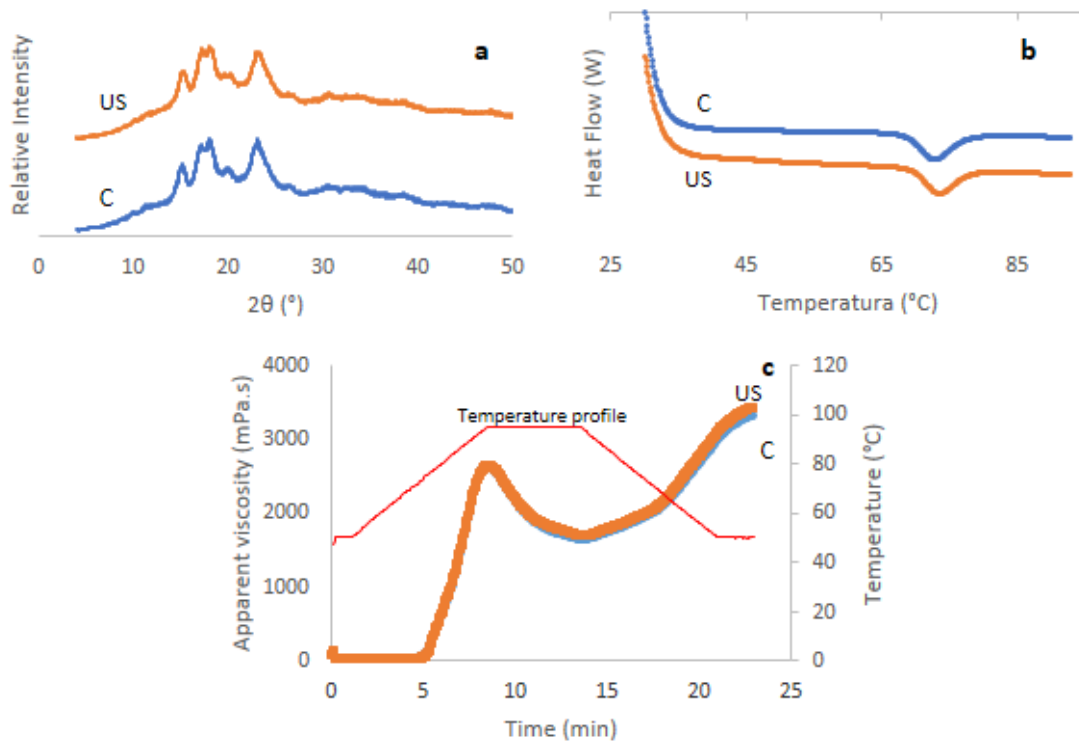 a
Relative Intensity
US
C
0 10 20 30 40 50
2θ (°)
b
Heat Flow (W)
C
US
25 45 65 85
Temperatura (°C)
c
Apparent viscosity (mPa.s)
4000
3000
2000
1000
0
Temperature profile
US
C
120
100
80
60
40
20
0
Temperature (°C)
0 5 10 15 20 25
Time (min)